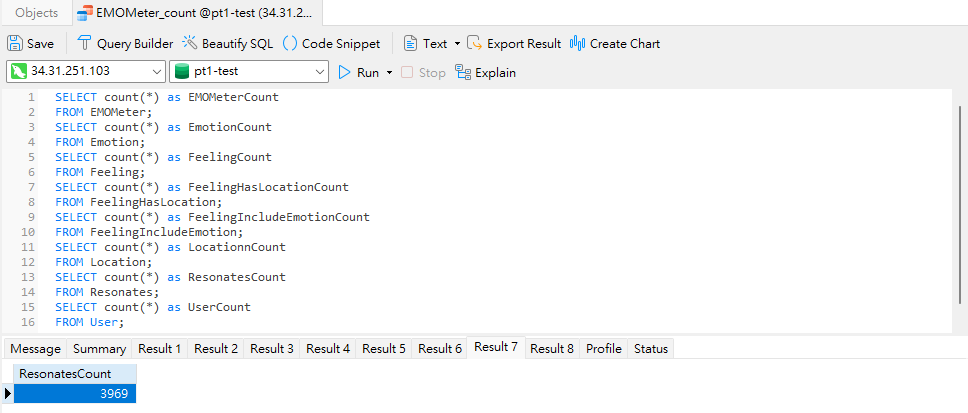 Objects EMOMeter_count @pt1-test (34.31.2...
Save Query Builder Beautify SQL Code Snippet Text Export Result Create Chart
34.31.251.103 pt1-test Run Stop Explain
1 SELECT count(*) as EMOMeterCount
2 FROM EMOMeter;
3 SELECT count(*) as EmotionCount
4 FROM Emotion;
5 SELECT count(*) as FeelingCount
6 FROM Feeling;
7 SELECT count(*) as FeelingHasLocationCount
8 FROM FeelingHasLocation;
9 SELECT count(*) as FeelingIncludeEmotionCount
10 FROM FeelingIncludeEmotion;
11 SELECT count(*) as LocationnCount
12 FROM Location;
13 SELECT count(*) as ResonatesCount
14 FROM Resonates;
15 SELECT count(*) as UserCount
16 FROM User;
Message Summary Result 1 Result 2 Result 3 Result 4 Result 5 Result 6 Result 7 Result 8 Profile Status
ResonatesCount
3969